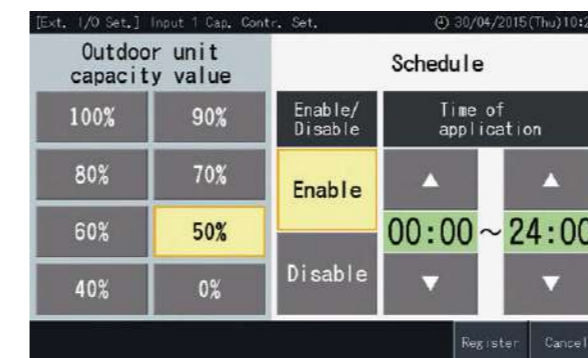 [Ext. I/O Set.] Input 1 Cap. Contr. Set.
30/04/2015(Thu)10:2
Outdoor unit
capacity value
100% 90%
80% 70%
60% 50%
40% 0%
Schedule
Enable/
Disable
Time of
application
Enable
Disable
00:00 ~ 24:00
Register Cancel